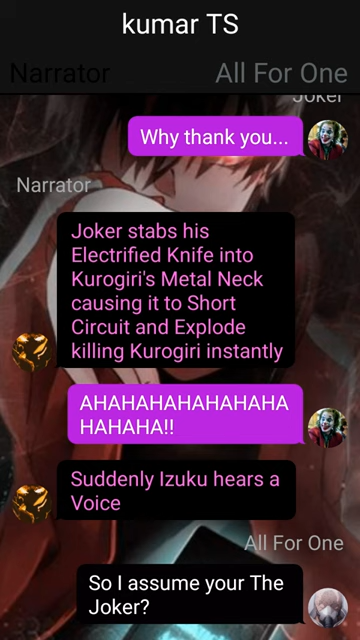 kumar TS
Narrator All For One
Joker
Why thank you...
Narrator
Joker stabs his
Electrified Knife into
Kurogiri's Metal Neck
causing it to Short
Circuit and Explode
killing Kurogiri instantly
AHAHAHAHAHAHAHA
HAHAHA!!
Suddenly Izuku hears a
Voice
All For One
So I assume your The
Joker?